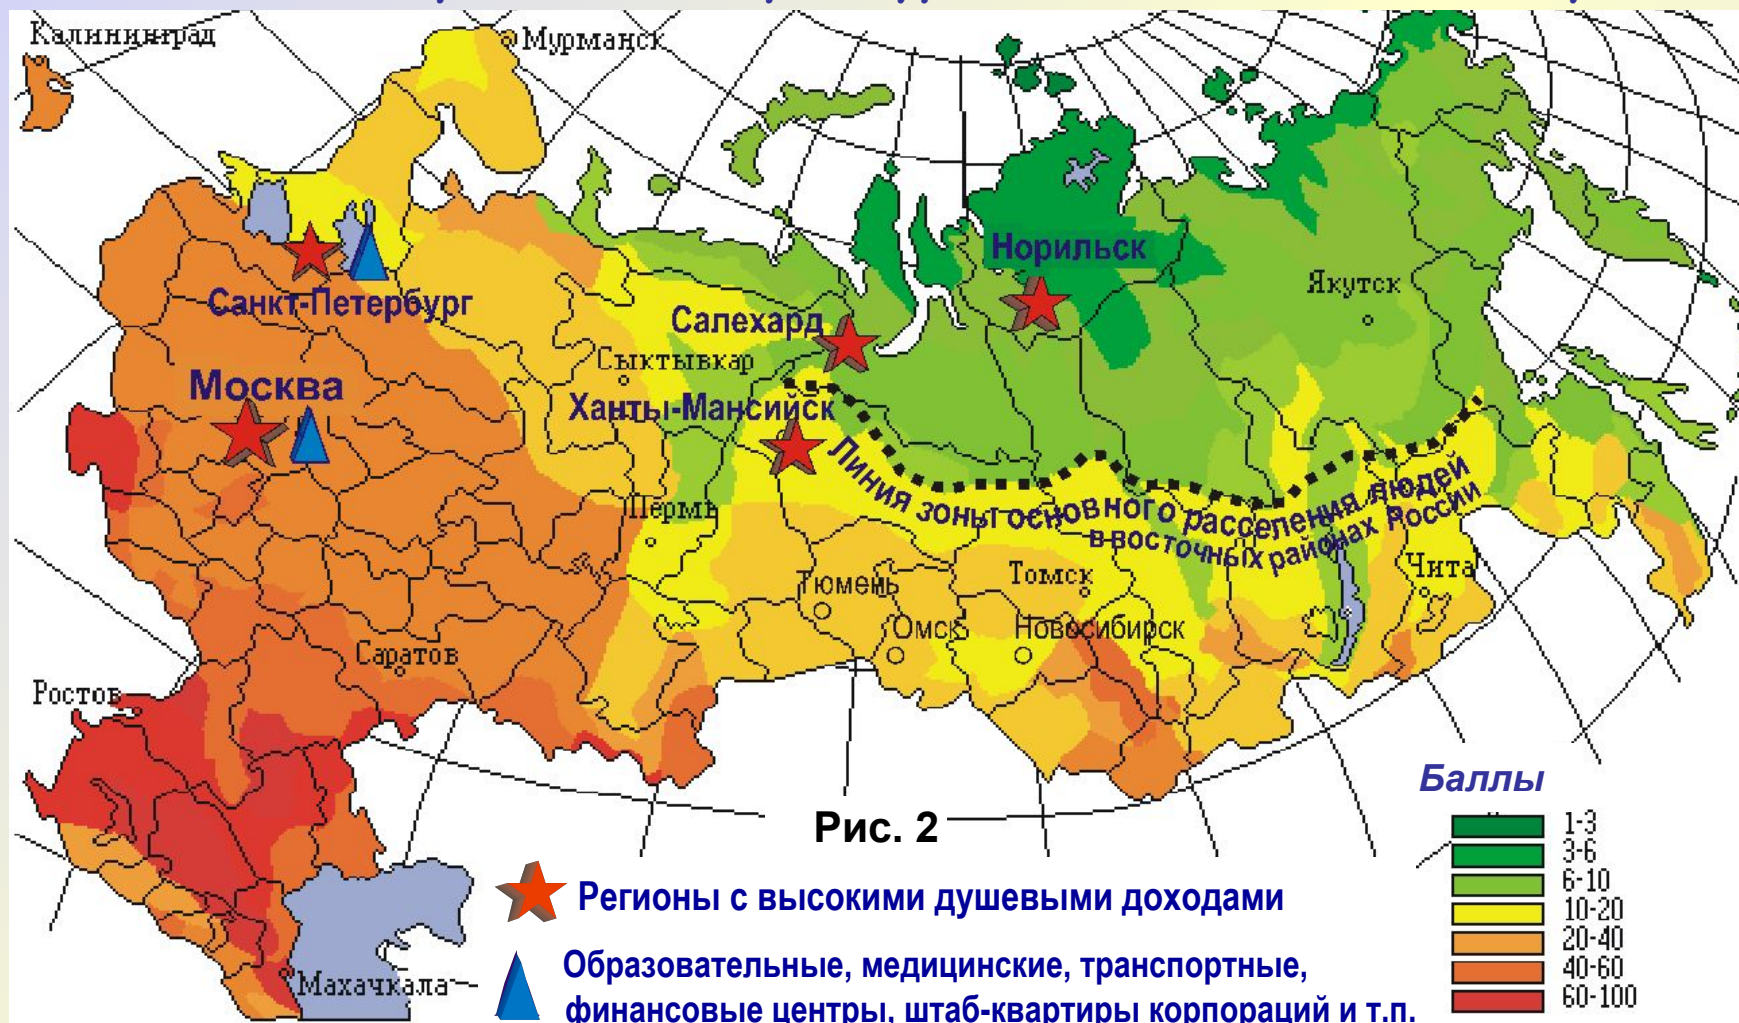 Калининград
Мурманск
Норильск
Якутск
Санкт-Петербург
Салехард
Сыктывкар
Москва
Ханты-Мансийск
Линия зоны основного расселения людей
в восточных районах России
Пермь
Чита
Томск
Тюмень
Омск
Новосибирск
Саратов
Ростов
Баллы
Рис. 2
1-3
3-6
6-10
10-20
20-40
40-60
60-100
Регионы с высокими душевыми доходами
Образовательные, медицинские, транспортные,
финансовые центры, штаб-квартиры корпораций и т.п.
Махачкала